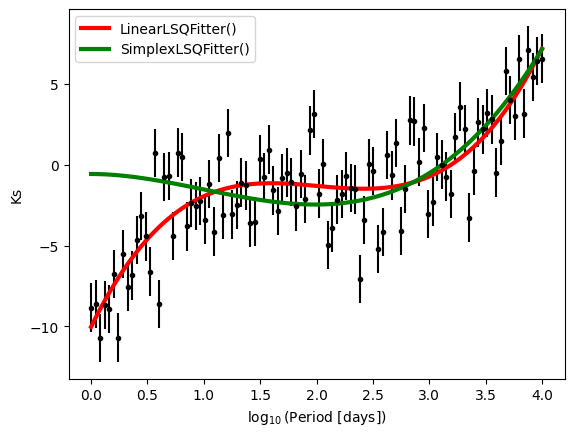 LinearLSQFitter()
SimplexLSQFitter()
5
0
−5
−10
Ks
0.0 0.5 1.0 1.5 2.0 2.5 3.0 3.5 4.0
log₁₀(Period [days])